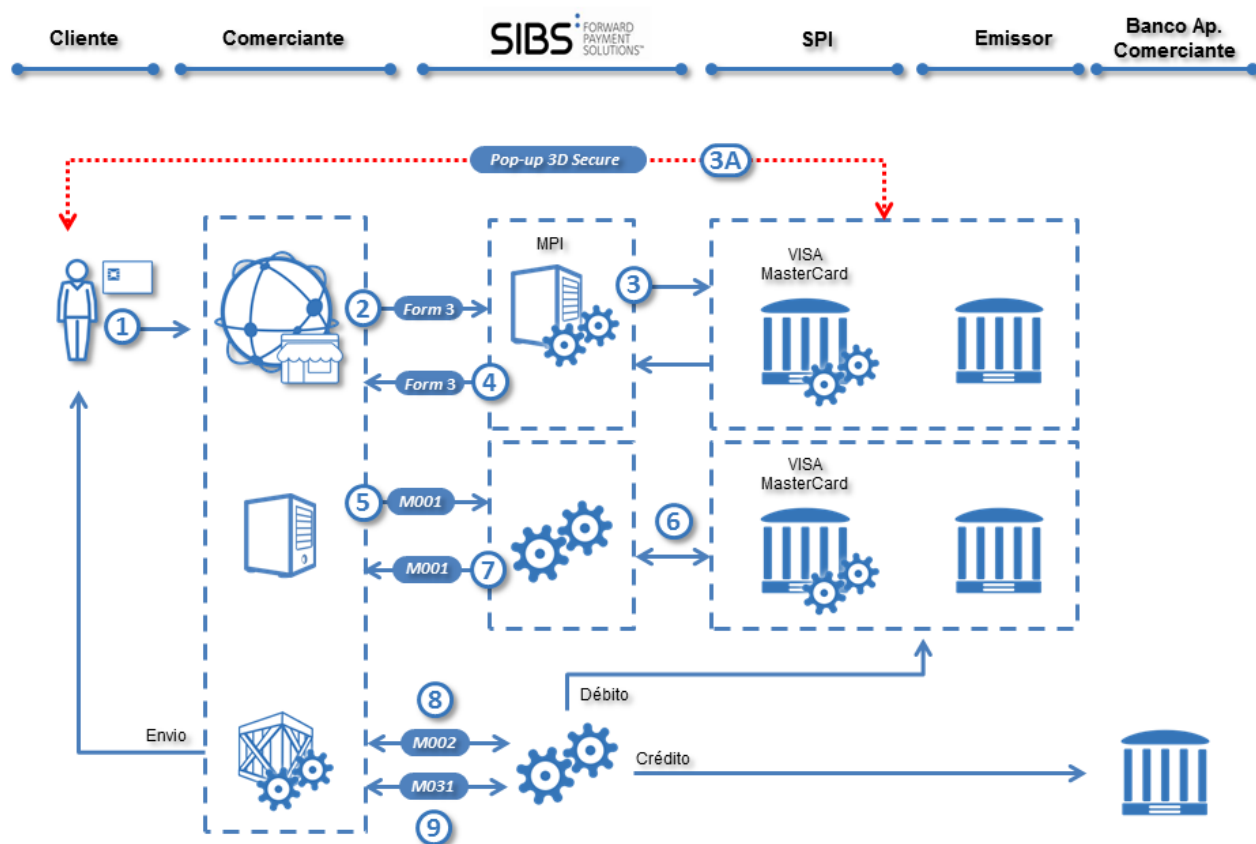 Cliente
Comerciante
SIBS FORWARD
PAYMENT
SOLUTIONS™
SPI
Emissor
Banco Ap.
Comerciante
Pop-up 3D Secure
3A
MPI
VISA
MasterCard
1
2
Form 3
3
Form 3
4
VISA
MasterCard
5
M001
6
M001
7
8
Débito
Envio
M002
Crédito
M031
9